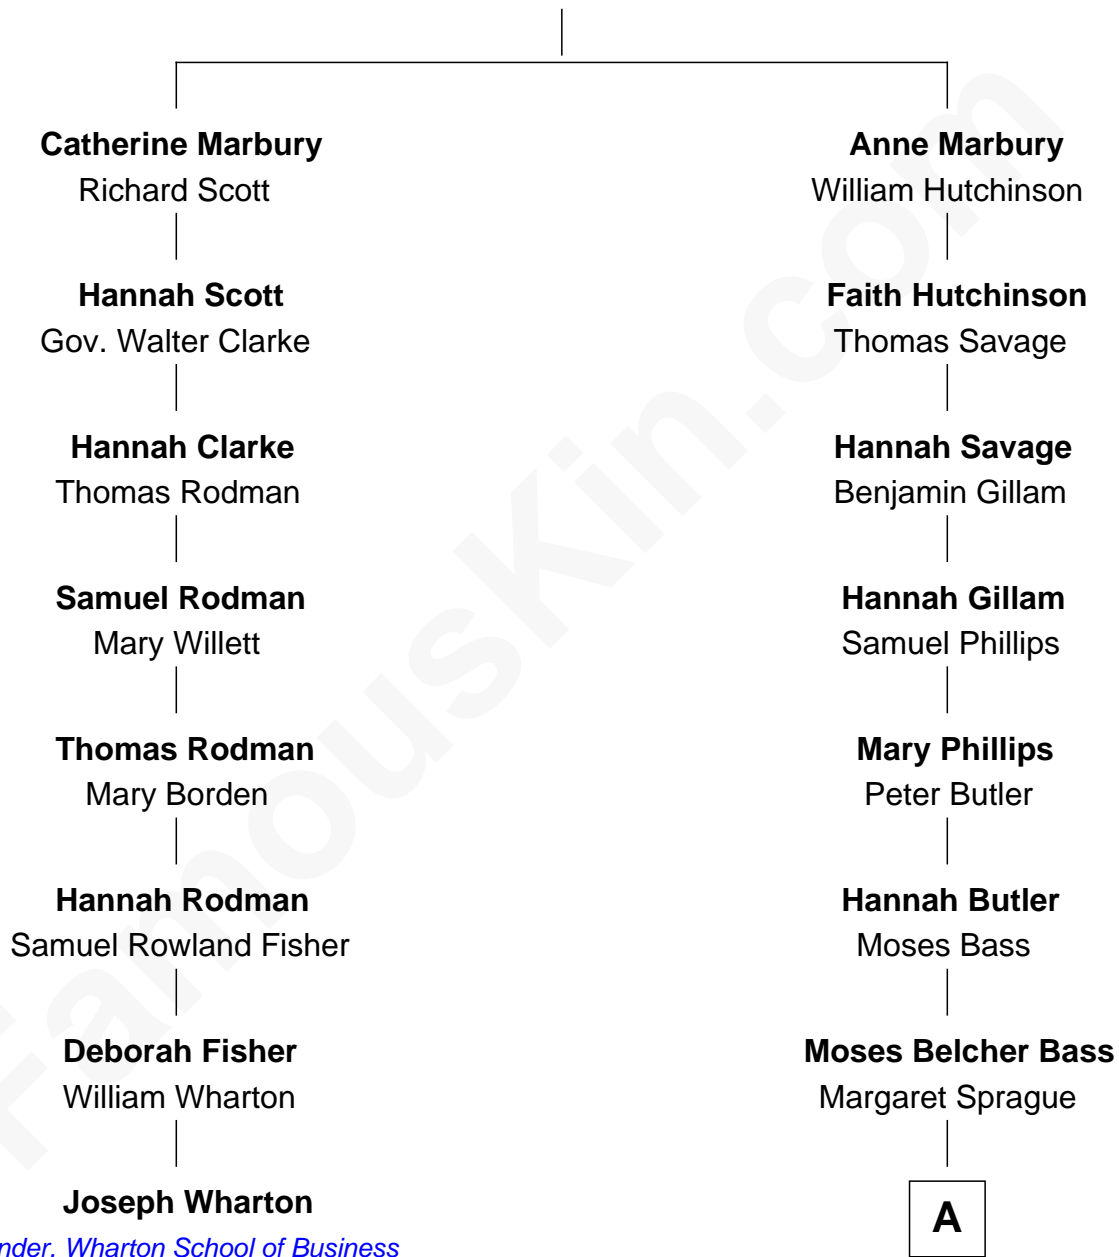 Catherine Marbury
Richard Scott
Anne Marbury
William Hutchinson
Hannah Scott
Gov. Walter Clarke
Faith Hutchinson
Thomas Savage
Hannah Clarke
Thomas Rodman
Hannah Savage
Benjamin Gillam
Samuel Rodman
Mary Willett
Hannah Gillam
Samuel Phillips
Thomas Rodman
Mary Borden
Mary Phillips
Peter Butler
Hannah Rodman
Samuel Rowland Fisher
Hannah Butler
Moses Bass
Deborah Fisher
William Wharton
Moses Belcher Bass
Margaret Sprague
Joseph Wharton
nder, Wharton School of Business
A
FamousKin.com